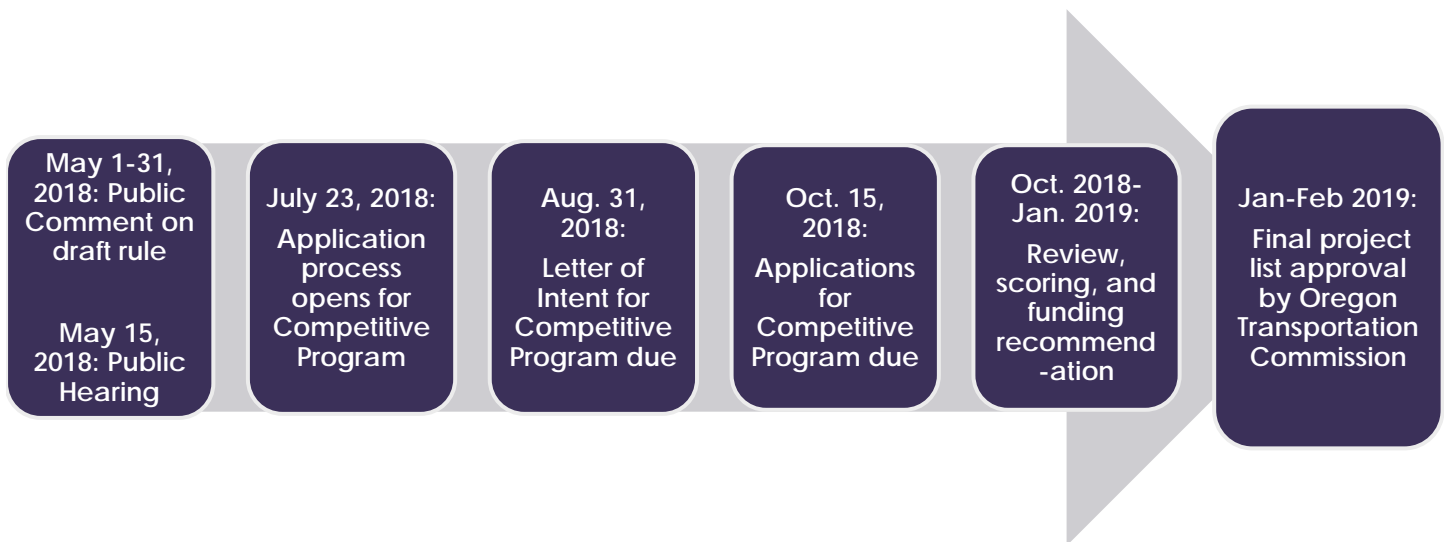 May 1-31,
2018: Public
Comment on
draft rule
May 15,
2018: Public
Hearing
July 23, 2018:
Application
process
opens for
Competitive
Program
Aug. 31,
2018:
Letter of
Intent for
Competitive
Program due
Oct. 15,
2018:
Applications
for
Competitive
Program due
Oct. 2018-
Jan. 2019:
Review,
scoring, and
funding
recommend
-ation
Jan-Feb 2019:
Final project
list approval
by Oregon
Transportation
Commission